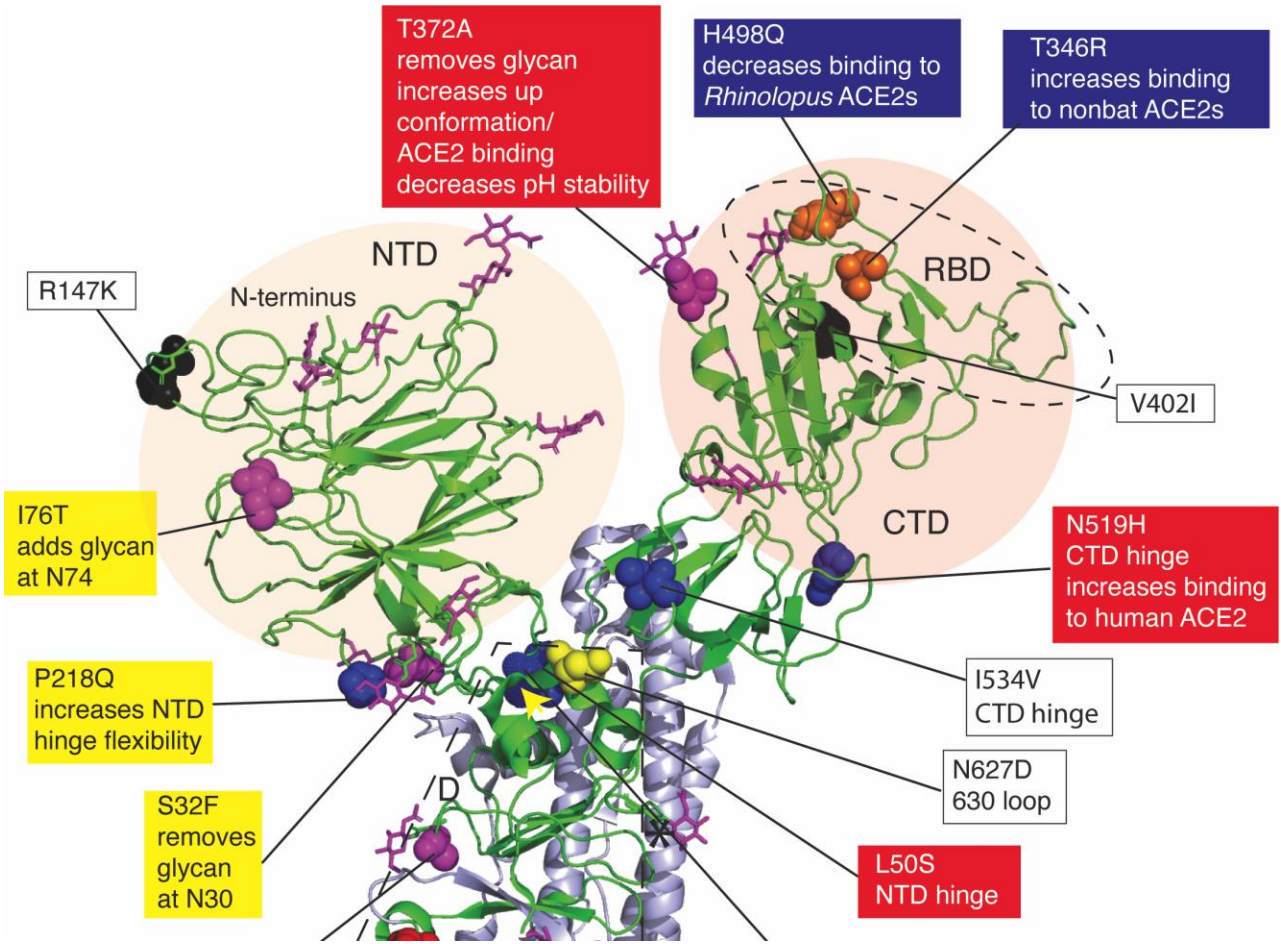 T372A
removes glycan
increases up
conformation/
ACE2 binding
decreases pH stability
H498Q
decreases binding to
Rhinolopus ACE2s
T346R
increases binding
to nonbat ACE2s
NTD
N-terminus
R147K
RBD
V402I
CTD
I76T
adds glycan
at N74
N519H
CTD hinge
increases binding
to human ACE2
P218Q
increases NTD
hinge flexibility
I534V
CTD hinge
N627D
630 loop
S32F
removes
glycan
at N30
D
*
L50S
NTD hinge